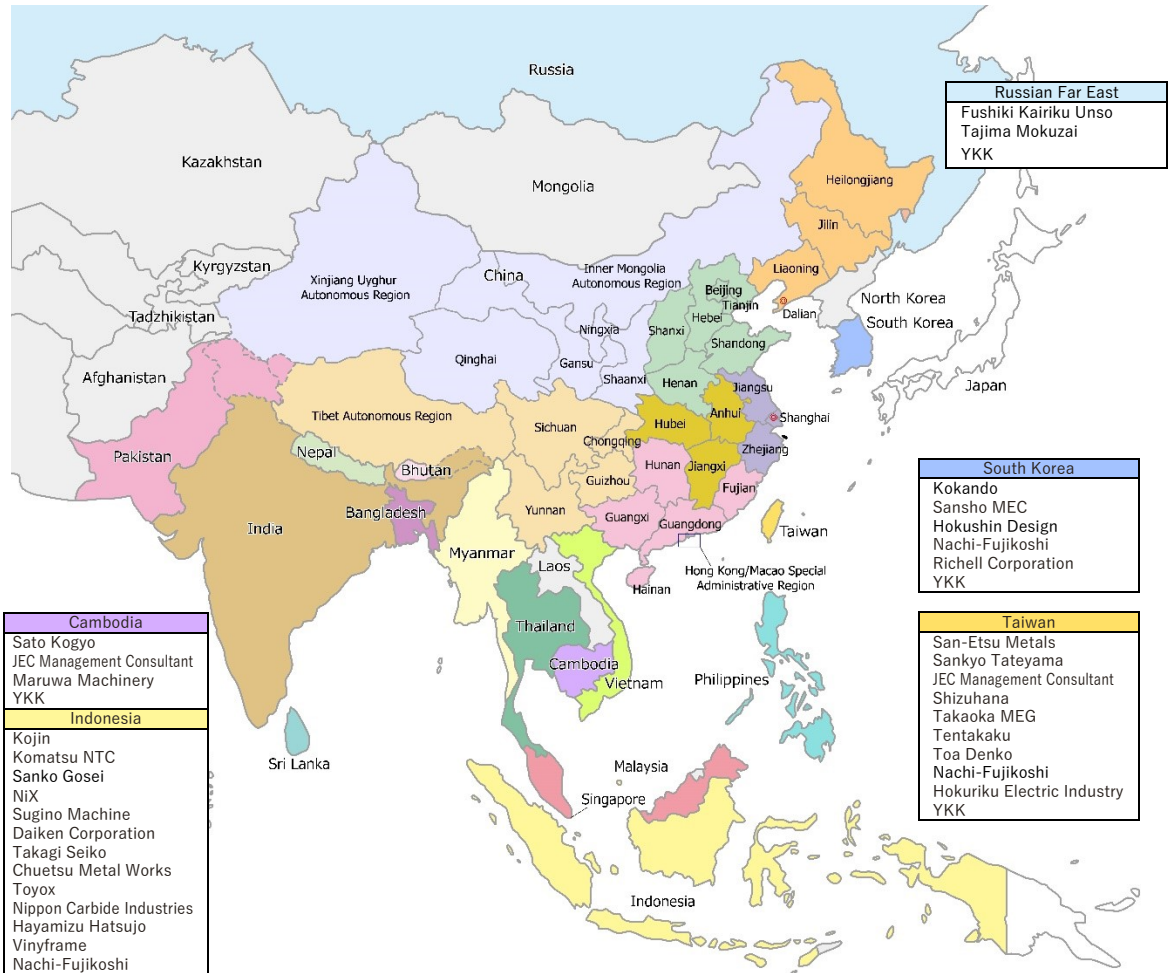 Russia
Russian Far East
Fushiki Kairiku Unso
Tajima Mokuzai
YKK
Kazakhstan
Mongolia
Heilongjiang
Jilin
Kyrgyzstan
Xinjiang Uyghur
Autonomous Region
China
Inner Mongolia
Autonomous Region
Liaoning
Beijing
Tianjin
Dalian
North Korea
Tadzhikistan
Hebei
South Korea
Ningxia
Shanxi
Shandong
Qinghai
Gansu
Afghanistan
Shaanxi
Henan
Jiangsu
Japan
Tibet Autonomous Region
Anhui
Shanghai
Hubei
Sichuan
Chongqing
Zhejiang
Nepal
Pakistan
Bhutan
Hunan
Jiangxi
Guizhou
Fujian
Bangladesh
Yunnan
Guangxi
Guangdong
India
Taiwan
Myanmar
Laos
Hong Kong/Macao Special
Administrative Region
Hainan
South Korea
Kokando
Sansho MEC
Hokushin Design
Nachi-Fujikoshi
Richell Corporation
YKK
Thailand
Cambodia
Vietnam
Philippines
Cambodia
Sato Kogyo
JEC Management Consultant
Maruwa Machinery
YKK
Taiwan
San-Etsu Metals
Sankyo Tateyama
JEC Management Consultant
Shizuhana
Takaoka MEG
Tentakaku
Toa Denko
Nachi-Fujikoshi
Hokuriku Electric Industry
YKK
Sri Lanka
Malaysia
Singapore
Indonesia
Indonesia
Kojin
Komatsu NTC
Sanko Gosei
NiX
Sugino Machine
Daiken Corporation
Takagi Seiko
Chuetsu Metal Works
Toyox
Nippon Carbide Industries
Hayamizu Hatsujo
Vinyframe
Nachi-Fujikoshi